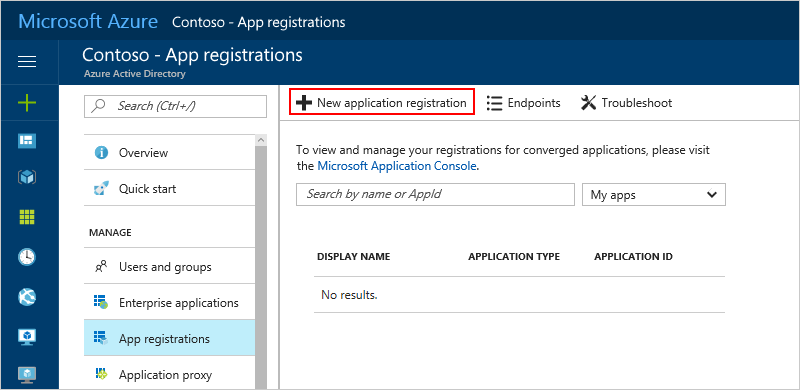 Microsoft Azure Contoso - App registrations
Contoso - App registrations
Azure Active Directory
Search (Ctrl+/)
Overview
Quick start
MANAGE
Users and groups
Enterprise applications
App registrations
Application proxy
New application registration Endpoints Troubleshoot
To view and manage your registrations for converged applications, please visit
the Microsoft Application Console.
Search by name or AppId My apps
DISPLAY NAME APPLICATION TYPE APPLICATION ID
No results.